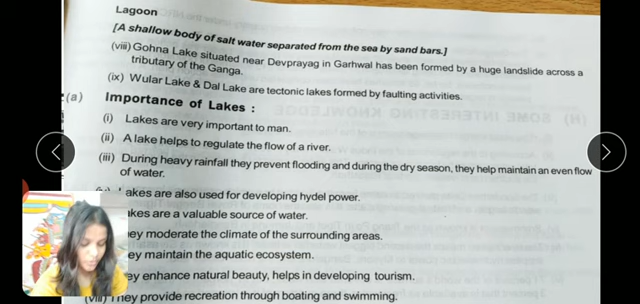 Lagoon
[A shallow body of salt water separated from the sea by sand bars.]
(viii) Gohna Lake situated near Devprayag in Garhwal has been formed by a huge landslide across a
tributary of the Ganga.
(ix) Wular Lake & Dal Lake are tectonic lakes formed by faulting activities.
(a) Importance of Lakes :
(i) Lakes are very important to man.
(ii) A lake helps to regulate the flow of a river.
(iii) During heavy rainfall they prevent flooding and during the dry season, they help maintain an even flow
of water.
akes are also used for developing hydel power.
akes are a valuable source of water.
ey moderate the climate of the surrounding areas.
ey maintain the aquatic ecosystem.
ey enhance natural beauty, helps in developing tourism.
(viii) They provide recreation through boating and swimming.